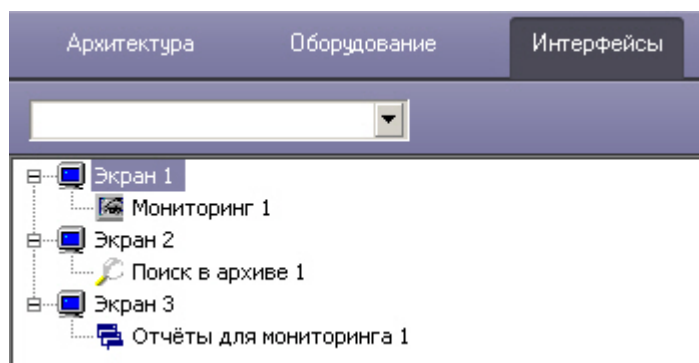 Архитектура Оборудование Интерфейсы
Экран 1
Мониторинг 1
Экран 2
Поиск в архиве 1
Экран 3
Отчёты для мониторинга 1